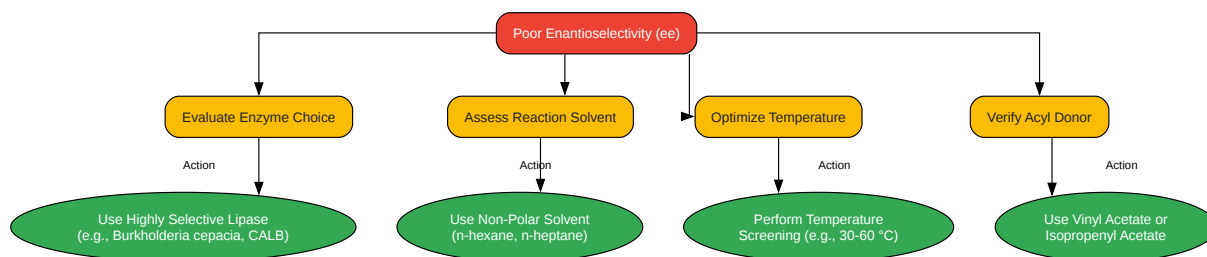 Poor Enantioselectivity (ee)
Evaluate Enzyme Choice
Assess Reaction Solvent
Optimize Temperature
Verify Acyl Donor
Action
Action
Action
Action
Use Highly Selective Lipase
(e.g., Burkholderia cepacia, CALB)
Use Non-Polar Solvent
(n-hexane, n-heptane)
Perform Temperature
Screening (e.g., 30-60 °C)
Use Vinyl Acetate or
Isopropenyl Acetate